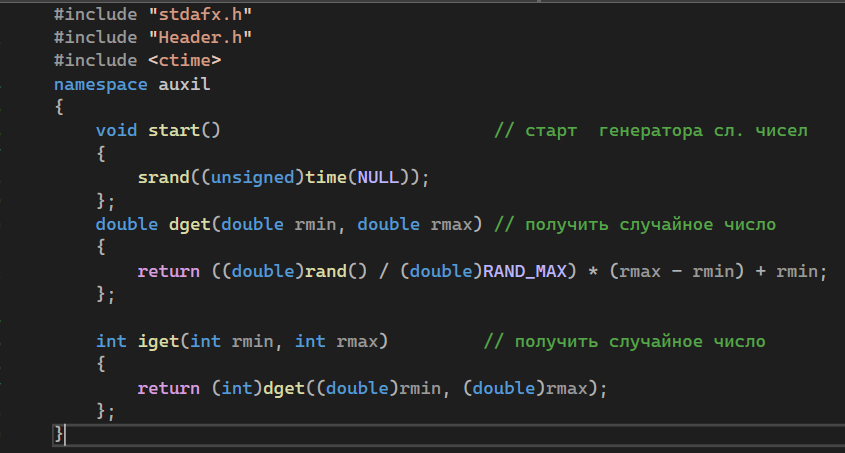 #include "stdafx.h"
#include "Header.h"
#include <ctime>
namespace auxil
{
    void start()                          // старт  генератора сл. чисел
    {
        srand((unsigned)time(NULL));
    };
    double dget(double rmin, double rmax) // получить случайное число
    {
        return ((double)rand() / (double)RAND_MAX) * (rmax - rmin) + rmin;
    };

    int iget(int rmin, int rmax)         // получить случайное число
    {
        return (int)dget((double)rmin, (double)rmax);
    };
}